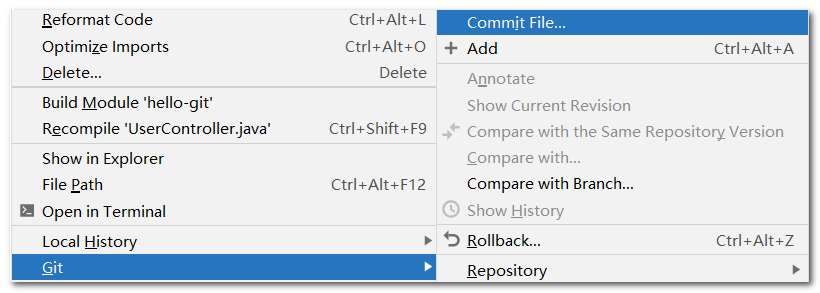 Reformat Code Ctrl+Alt+L
Optimize Imports Ctrl+Alt+O
Delete... Delete
Build Module 'hello-git'
Recompile 'UserController.java' Ctrl+Shift+F9
Show in Explorer
File Path Ctrl+Alt+F12
Open in Terminal
Local History
Git
Commit File...
Add Ctrl+Alt+A
Annotate
Show Current Revision
Compare with the Same Repository Version
Compare with...
Compare with Branch...
Show History
Rollback... Ctrl+Alt+Z
Repository